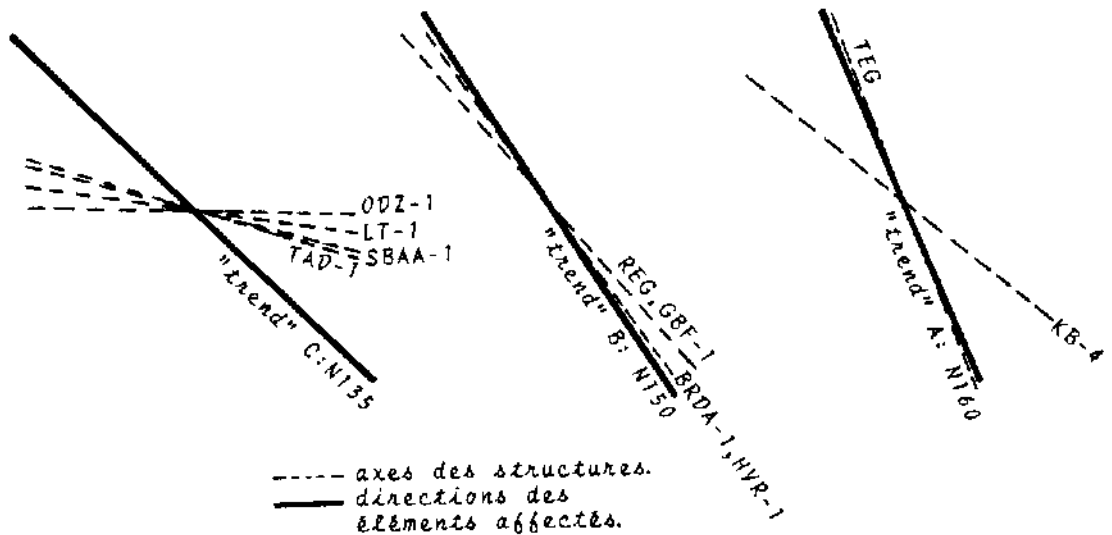 ODZ-1
LT-1
SBAA-1
TAD-1
"trend" C:N135
REG, GBF-1
"trend" B: N150
BRDA-1, HVR-1
TEG
"trend" A: N160
KB-4
axes des structures.
directions des
éléments affectés.